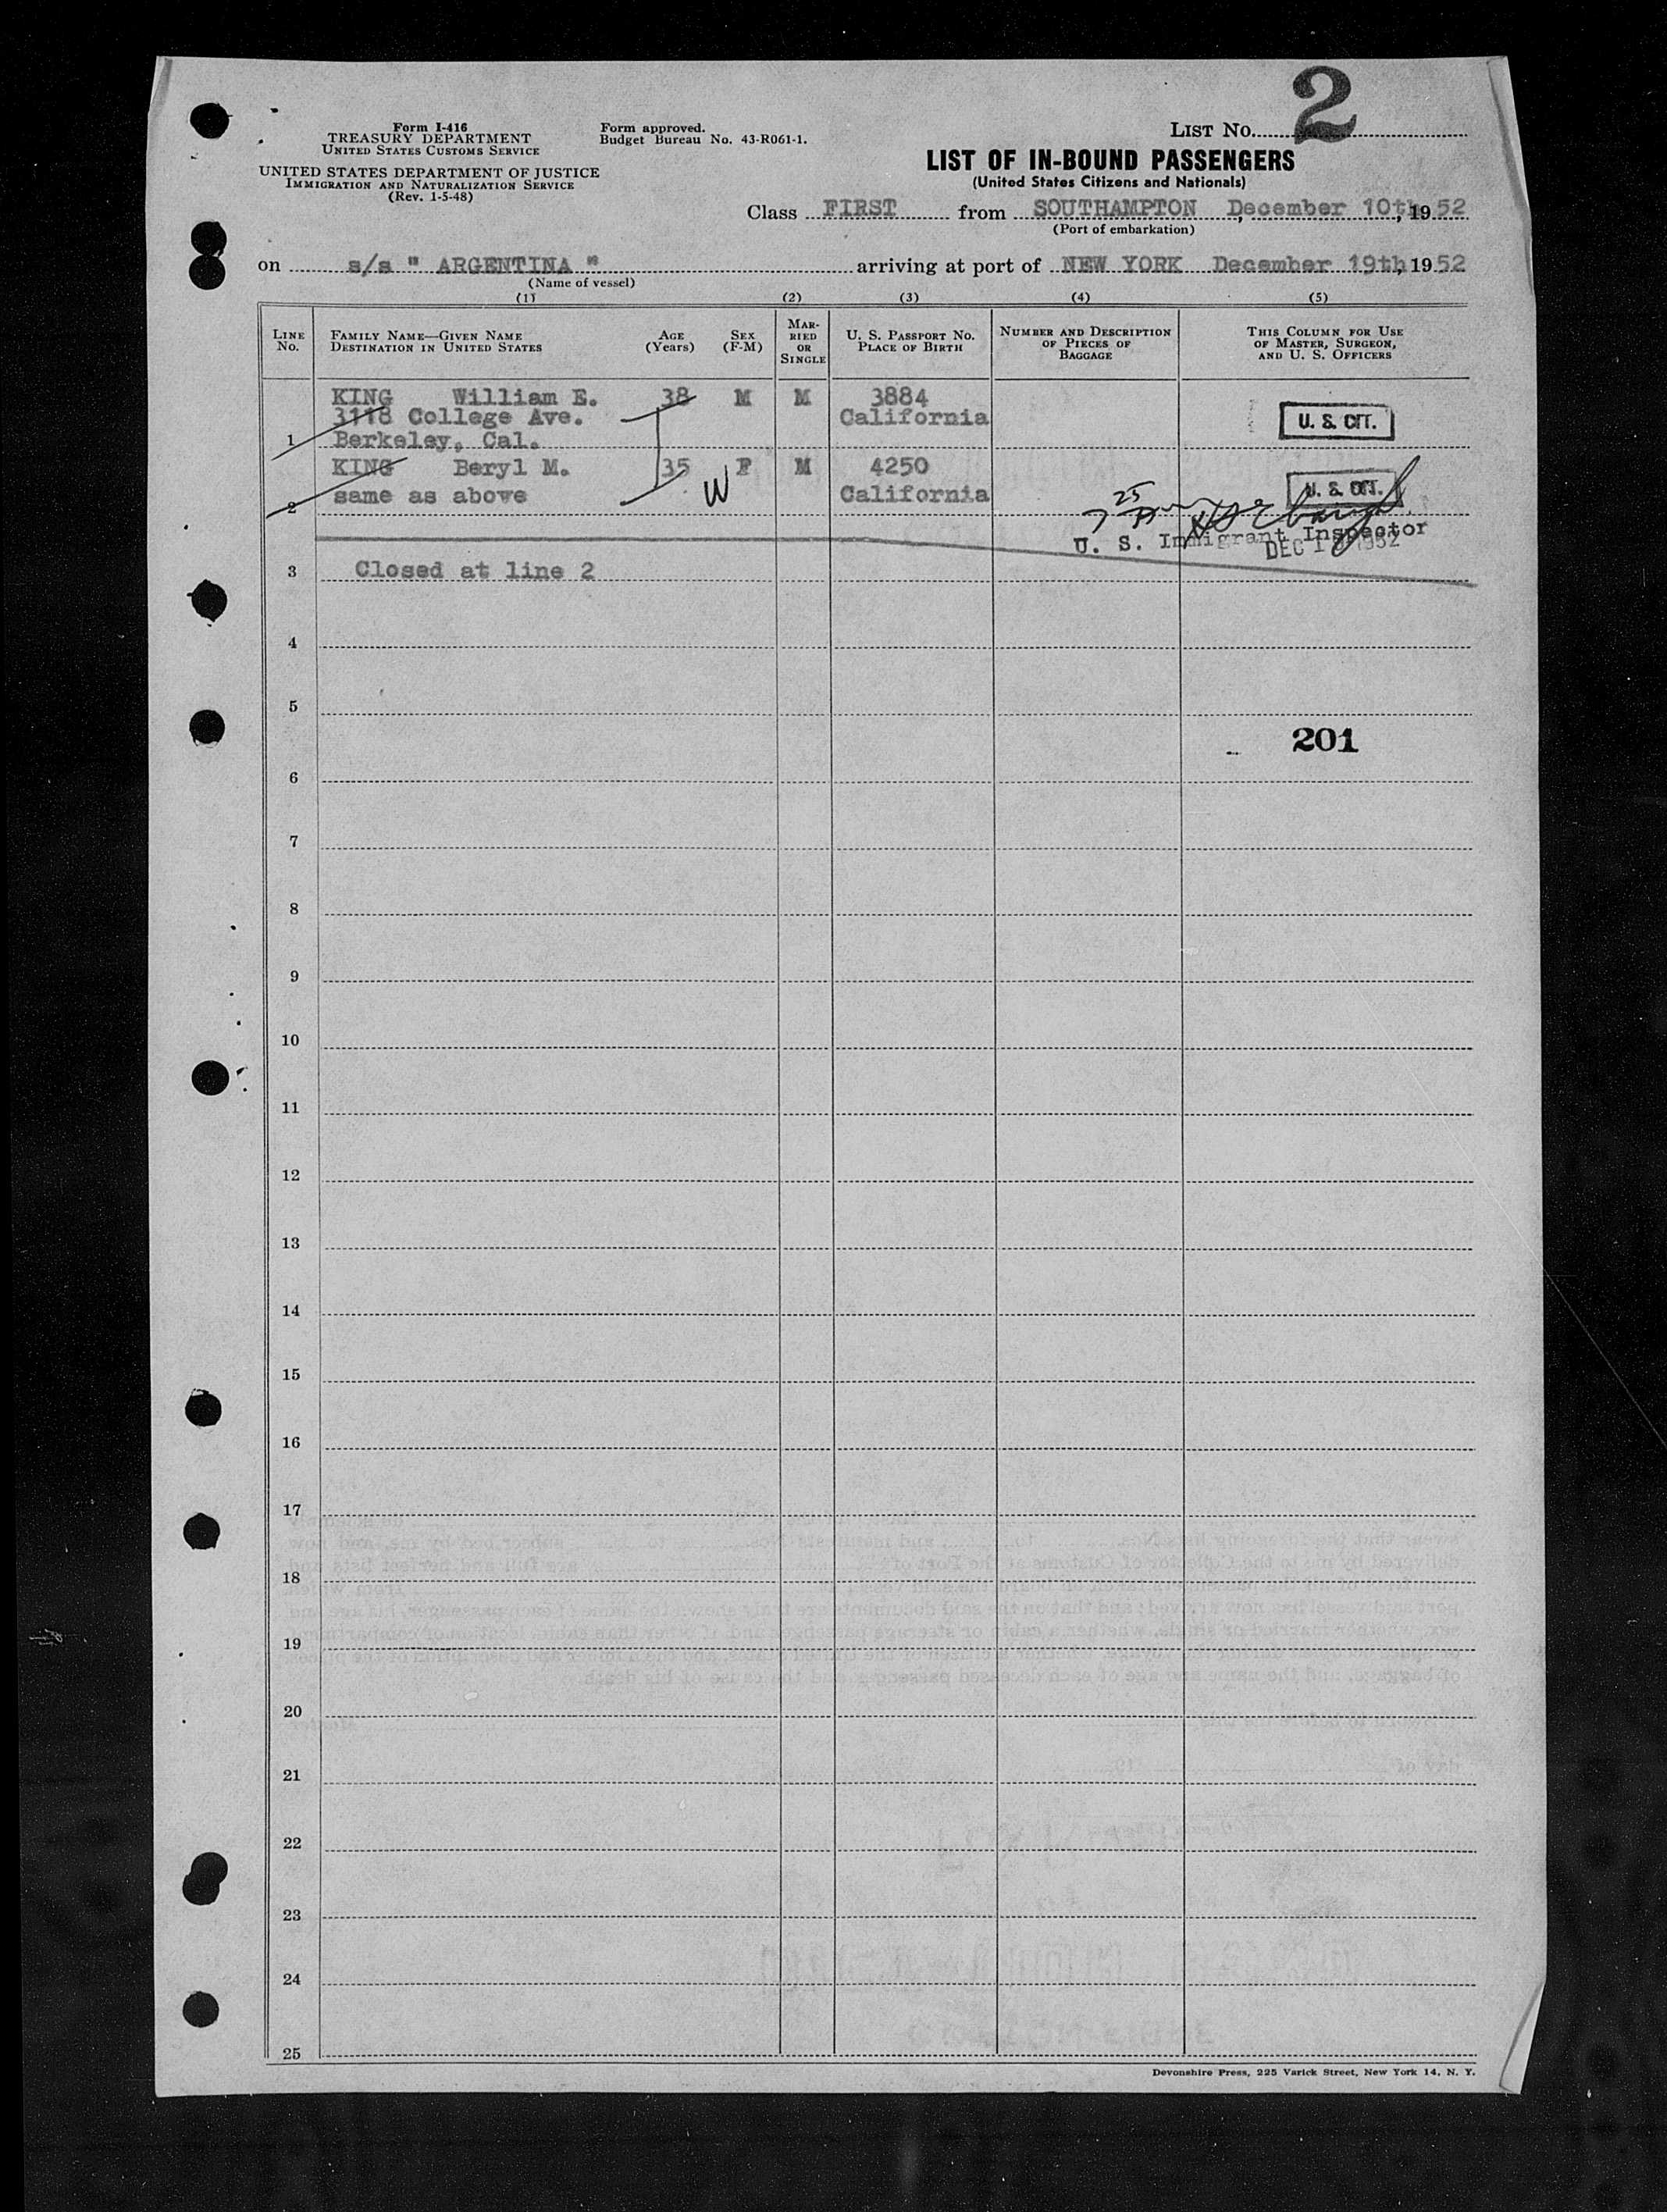 2
Form I-416
TREASURY DEPARTMENT
UNITED STATES CUSTOMS SERVICE
UNITED STATES DEPARTMENT OF JUSTICE
IMMIGRATION AND NATURALIZATION SERVICE
(Rev. 1-5-48)
Form approved.
Budget Bureau No. 43-R061-1.
LIST NO.
LIST OF IN-BOUND PASSENGERS
(United States Citizens and Nationals)
Class FIRST from SOUTHAMPTON, December 10th, 1952
(Port of embarkation)
on s/s " ARGENTINA " arriving at port of NEW YORK December 19th, 1952
(Name of vessel)
(1) (2) (3) (4) (5)
LINE NO.
FAMILY NAME—GIVEN NAME
DESTINATION IN UNITED STATES
AGE (Years)
SEX (F-M)
MARRIED OR SINGLE
U. S. PASSPORT NO.
PLACE OF BIRTH
NUMBER AND DESCRIPTION OF PIECES OF BAGGAGE
THIS COLUMN FOR USE OF MASTER, SURGEON, AND U. S. OFFICERS
KING William E. 38 M M 3884
3118 College Ave. California U. S. CIT.
1 Berkeley, Cal.
KING Beryl M. 35 W F M 4250
same as above California U. S. CIT.
2
25
U. S. Immigrant Inspector
DEC 1 1952
3 Closed at line 2
4
5
201
6
7
8
9
10
11
12
13
14
15
16
17
18
19
20
21
22
23
24
25
Devonshire Press, 225 Varick Street, New York 14, N. Y.